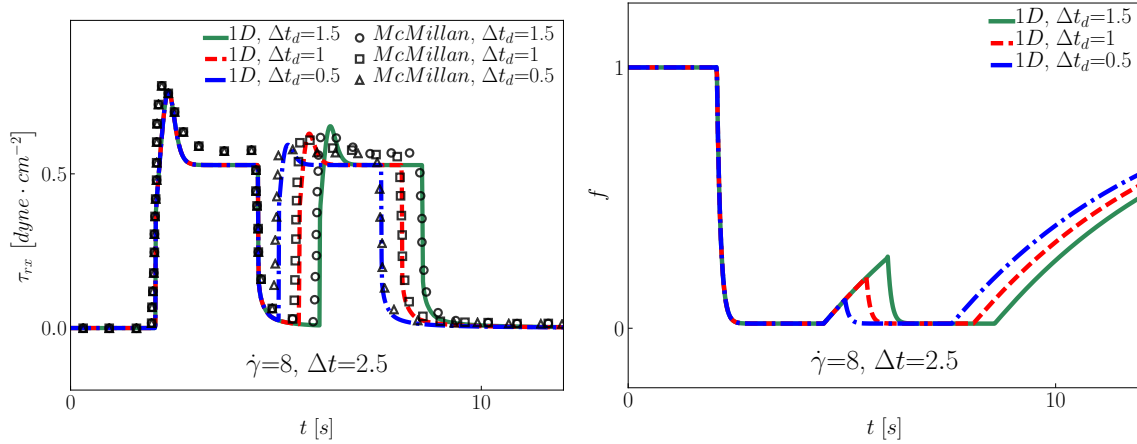 1D, Δt_d=1.5
1D, Δt_d=1
1D, Δt_d=0.5
McMillan, Δt_d=1.5
McMillan, Δt_d=1
McMillan, Δt_d=0.5
τ_{rx} [dyne · cm^{-2}]
0.5
0.0
γ̇=8, Δt=2.5
0
10
t [s]
1D, Δt_d=1.5
1D, Δt_d=1
1D, Δt_d=0.5
f
1
0
γ̇=8, Δt=2.5
0
10
t [s]